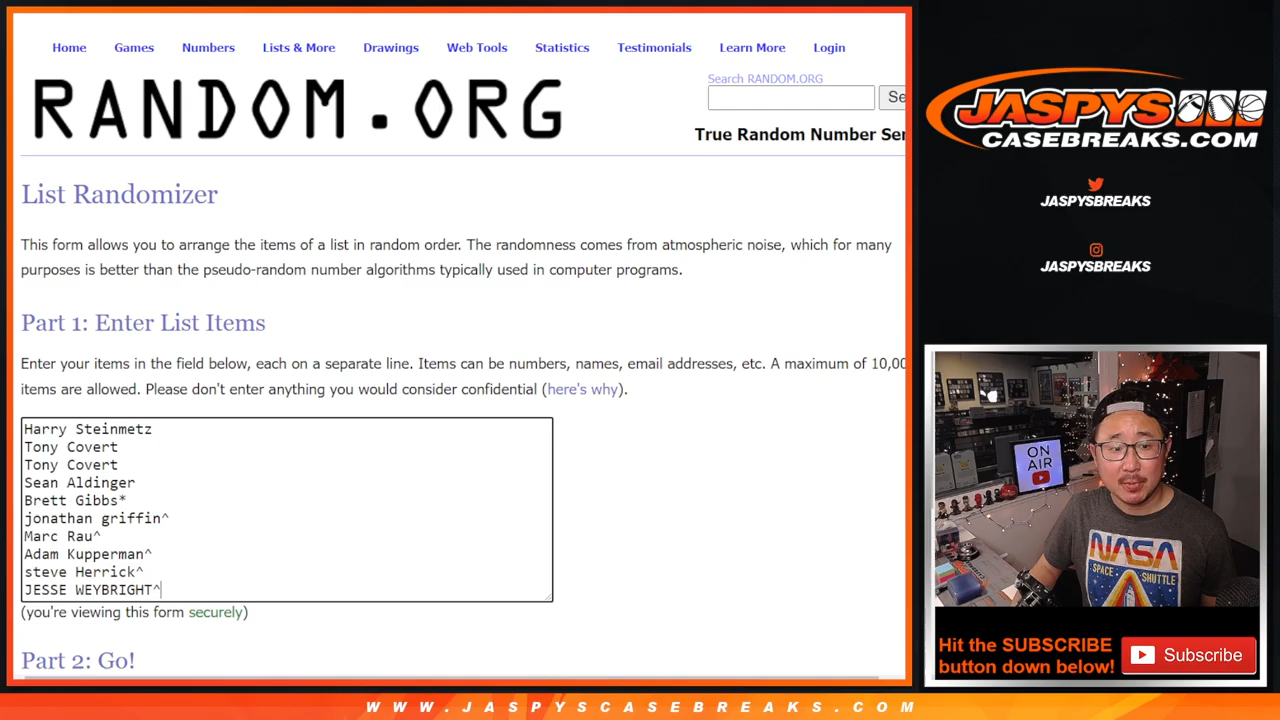 Home Games Numbers Lists & More Drawings Web Tools Statistics Testimonials Learn More Login
RANDOM.ORG
Search RANDOM.ORG
Se
True Random Number Ser
List Randomizer
This form allows you to arrange the items of a list in random order. The randomness comes from atmospheric noise, which for many
purposes is better than the pseudo-random number algorithms typically used in computer programs.
Part 1: Enter List Items
Enter your items in the field below, each on a separate line. Items can be numbers, names, email addresses, etc. A maximum of 10,00
items are allowed. Please don't enter anything you would consider confidential (here's why).
Harry Steinmetz
Tony Covert
Tony Covert
Sean Aldinger
Brett Gibbs*
jonathan griffin^
Marc Rau^
Adam Kupperman^
steve Herrick^
JESSE WEYBRIGHT^
(you're viewing this form securely)
Part 2: Go!
JASPYS
CASEBREAKS.COM
JASPYSBREAKS
JASPYSBREAKS
ON
AIR
NASA
SPACE SHUTTLE
Hit the SUBSCRIBE
button down below!
Subscribe
WWW.JASPYSCASEBREAKS.COM